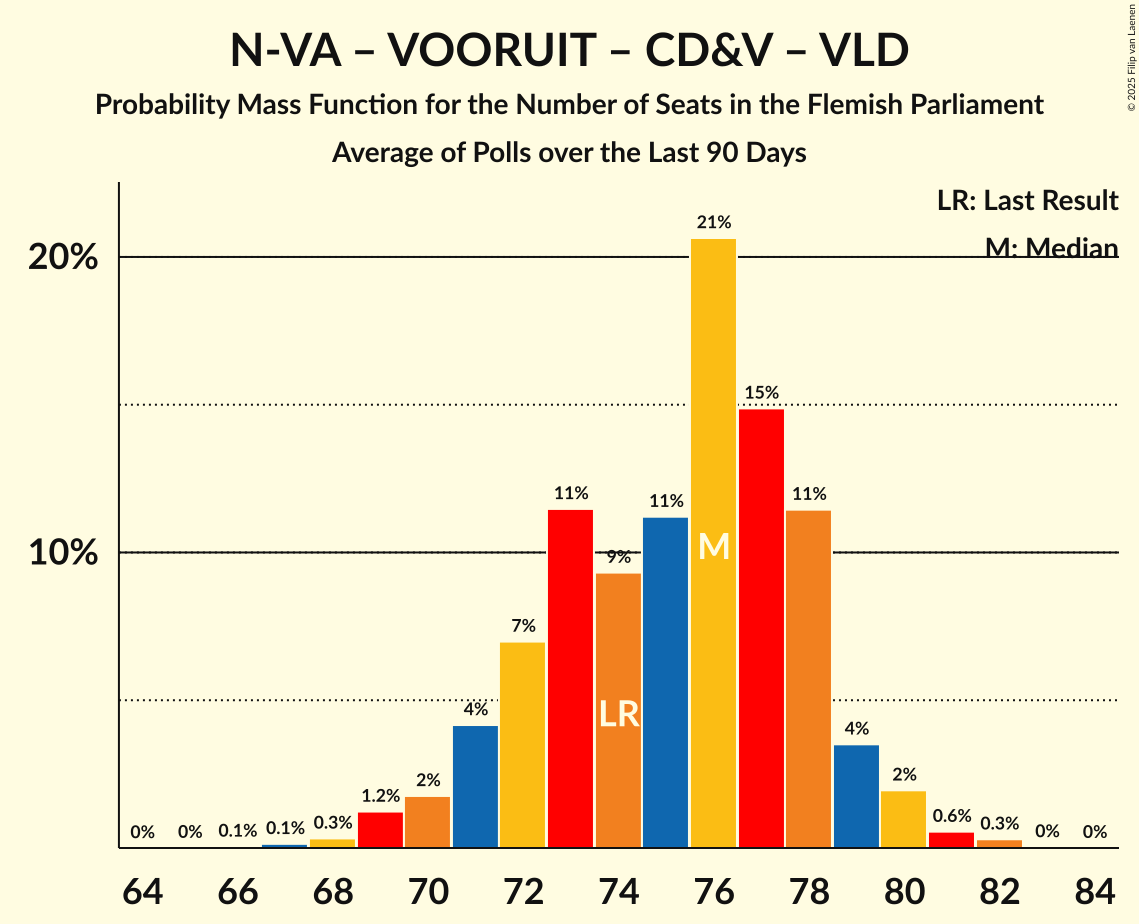 N-VA – VOORUIT – CD&V – VLD
Probability Mass Function for the Number of Seats in the Flemish Parliament
Average of Polls over the Last 90 Days
© 2025 Filip van Laenen
LR: Last Result
M: Median
20%
10%
0%
0%
0.1%
0.1%
0.3%
1.2%
2%
4%
7%
11%
9%
11%
21%
15%
11%
4%
2%
0.6%
0.3%
0%
0%
LR
M
64 66 68 70 72 74 76 78 80 82 84